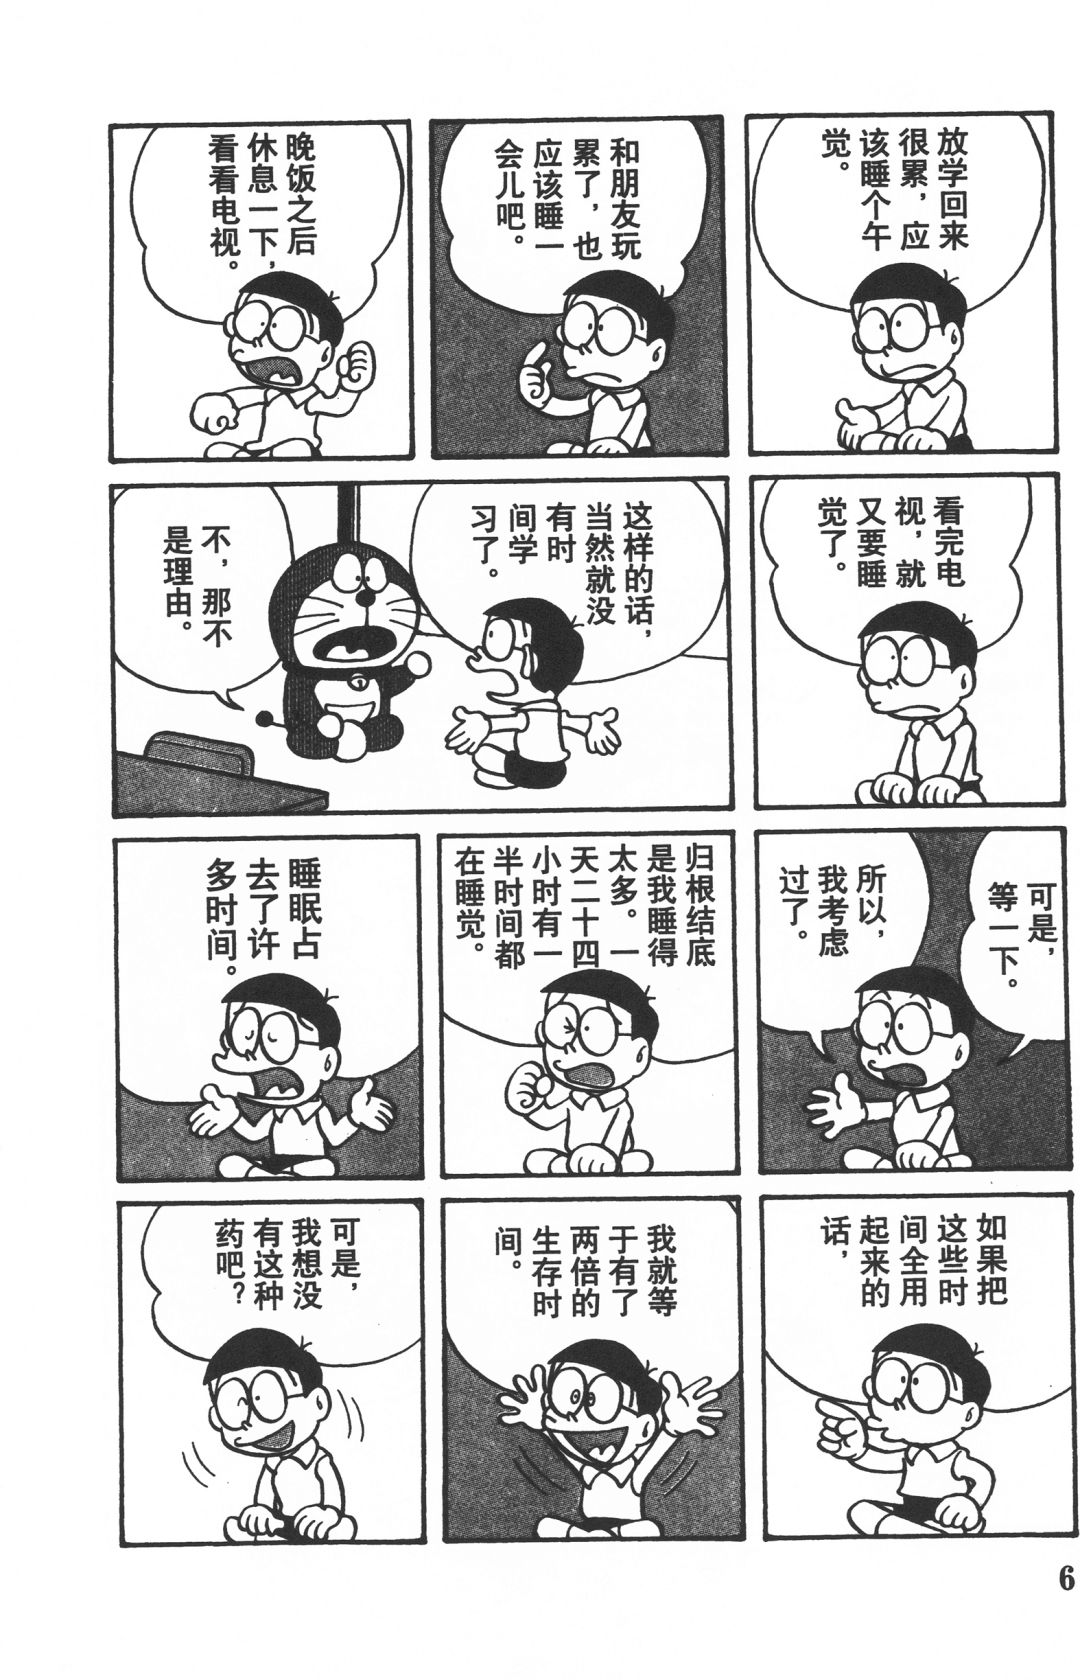 放学回来
很累，应
该睡个午
觉。
和朋友玩
累了，也
应该睡一
会儿吧。
晚饭之后
休息一下，
看看电视。
看完电
视，就
又要睡
觉了。
这样的话，
当然就没
有时
间学
习了。
不，那不
是理由。
可是，
等一下。
所以，
我考虑
过了。
归根结底
是我睡得
太多。一
天二十四
小时有一
半时间都
在睡觉。
睡眠占
去了许
多时间。
如果把
这些时
间全用
起来的
话，
我就等
于有了
两倍的
生存时
间。
可是，
我想没
有这种
药吧？
6